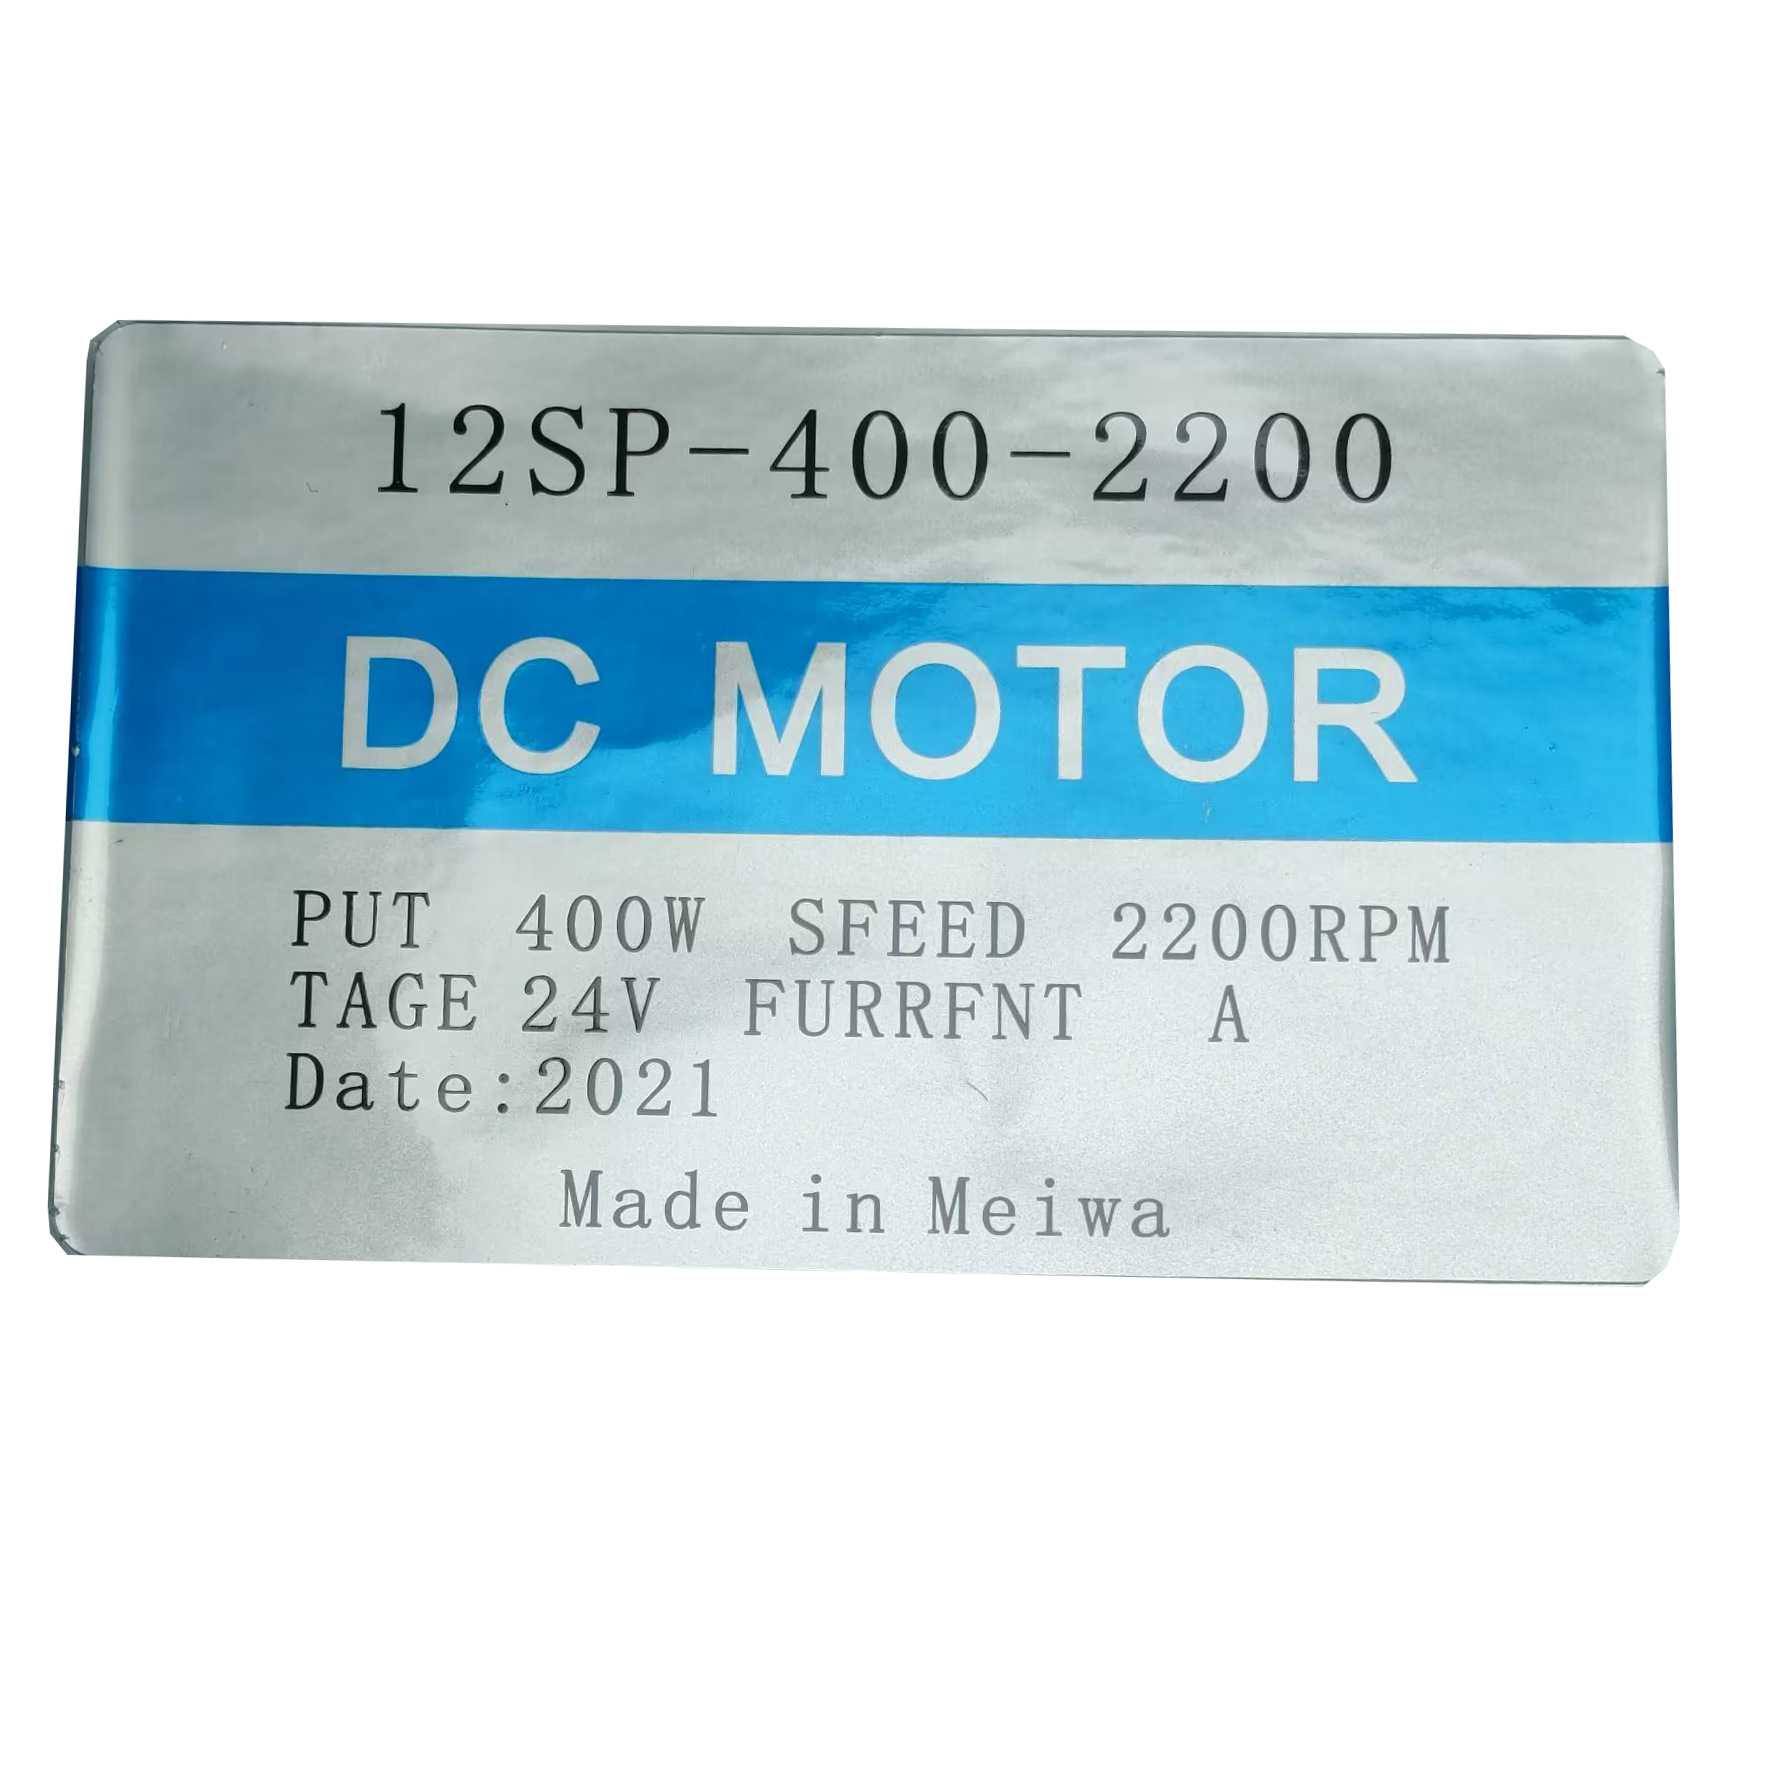 12SP-400-2200
DC MOTOR
PUT 400W SFEED 2200RPM
TAGE 24V FURRFNT A
Date:2021
Made in Meiwa